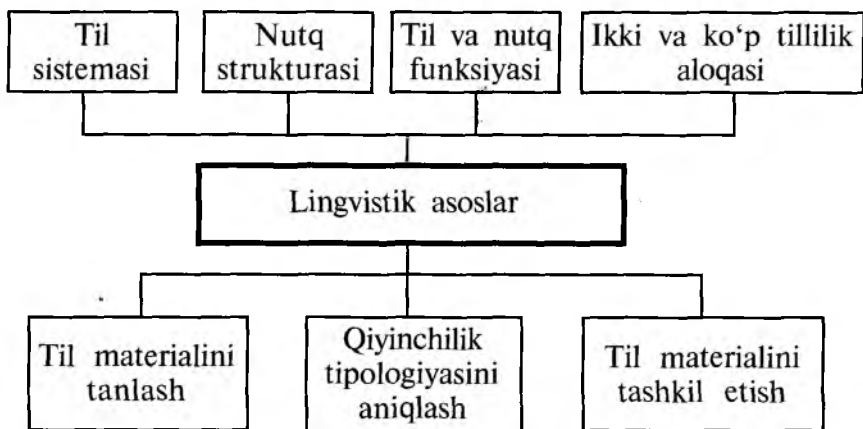 Til
sistemasi
Nutq
strukturasi
Til va nutq
funksiyasi
Ikki va ko‘p tillilik
aloqasi
Lingvistik asoslar
Til materialini
tanlash
Qiyinchilik
tipologiyasini
aniqlash
Til materialini
tashkil etish